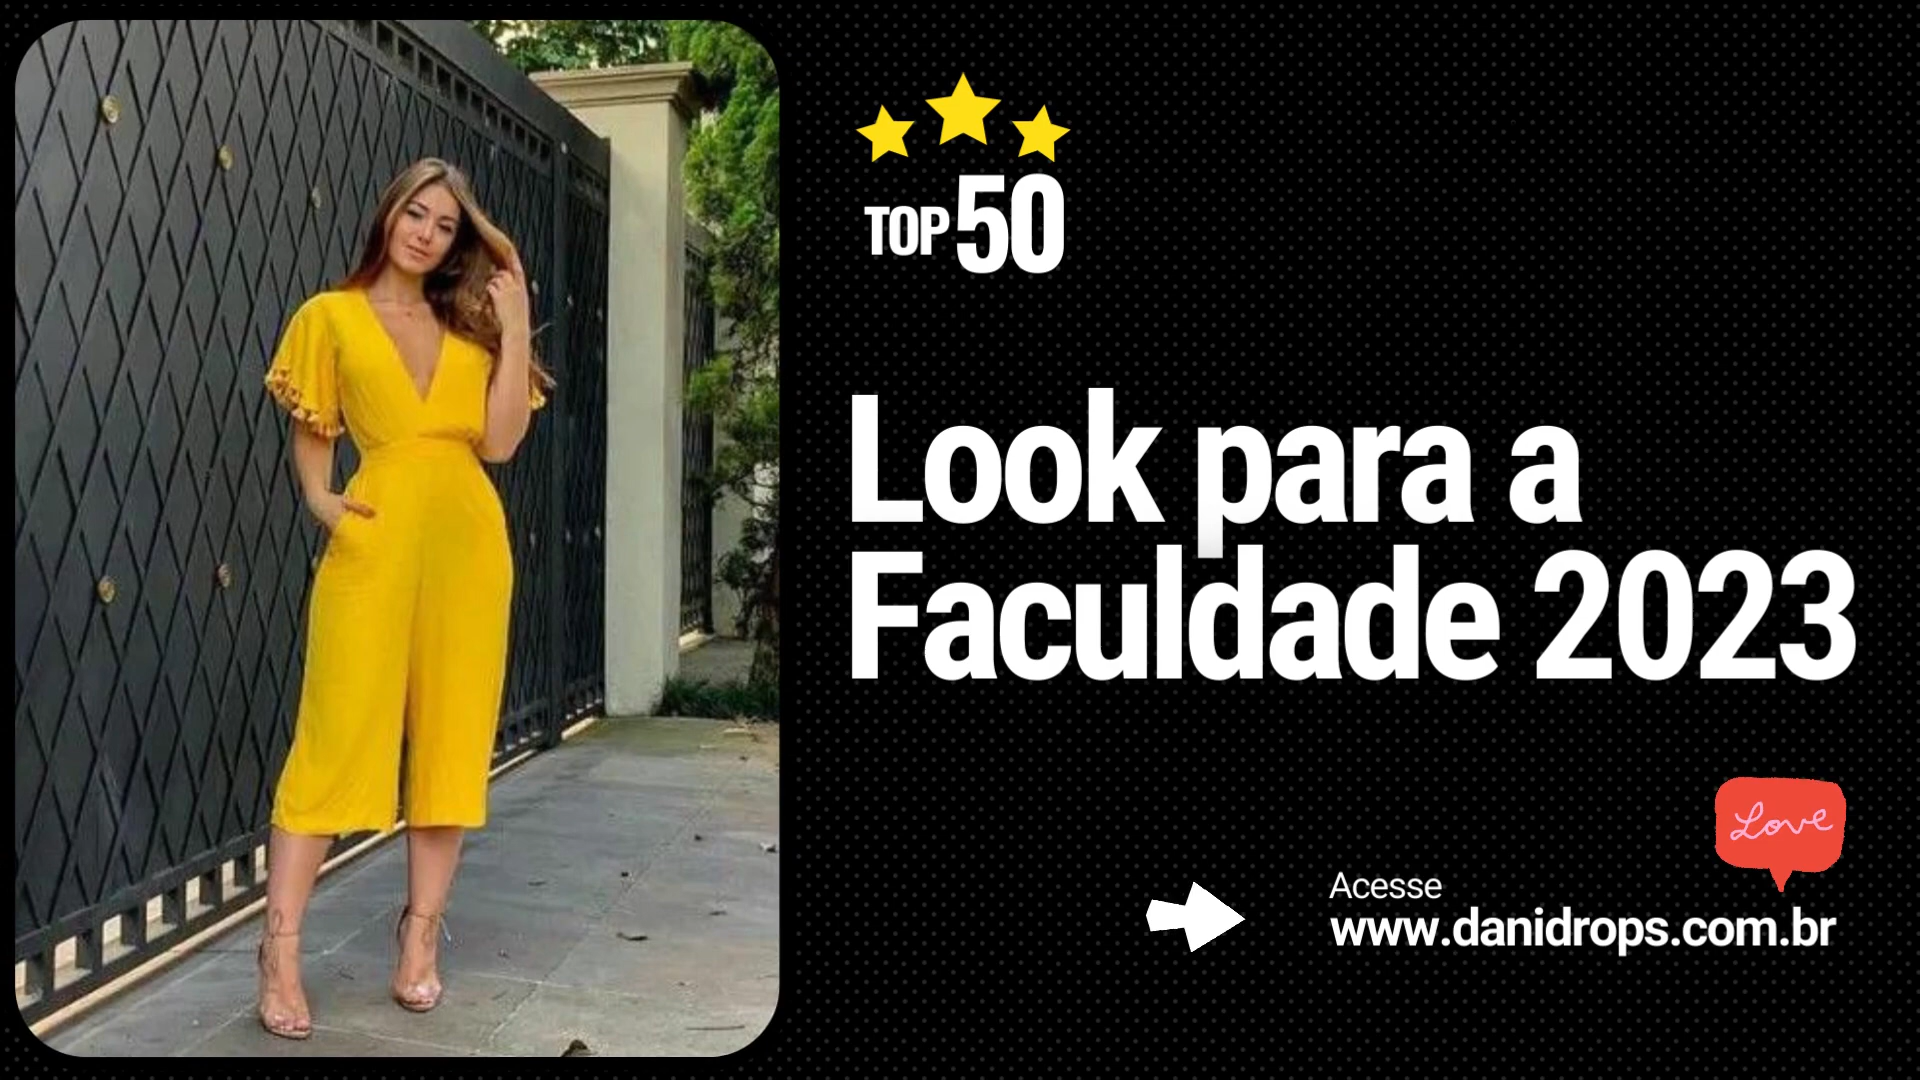 TOP 50
Look para a
Faculdade 2023
Love
Acesse
www.danidrops.com.br